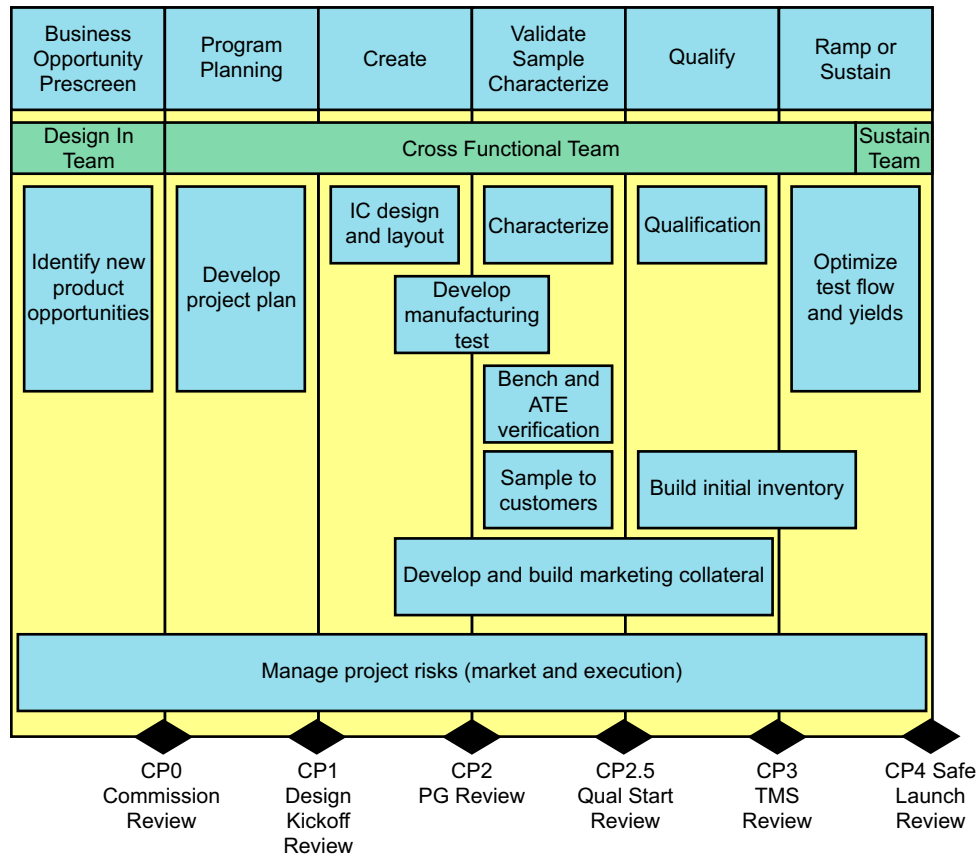 Business
Opportunity
Prescreen
Program
Planning
Create
Validate
Sample
Characterize
Qualify
Ramp or
Sustain
Design In
Team
Cross Functional Team
Sustain
Team
Identify new
product
opportunities
Develop
project plan
IC design
and layout
Characterize
Qualification
Optimize
test flow
and yields
Develop
manufacturing
test
Bench and
ATE
verification
Sample to
customers
Build initial inventory
Develop and build marketing collateral
Manage project risks (market and execution)
CP0
Commission
Review
CP1
Design
Kickoff
Review
CP2
PG Review
CP2.5
Qual Start
Review
CP3
TMS
Review
CP4 Safe
Launch
Review